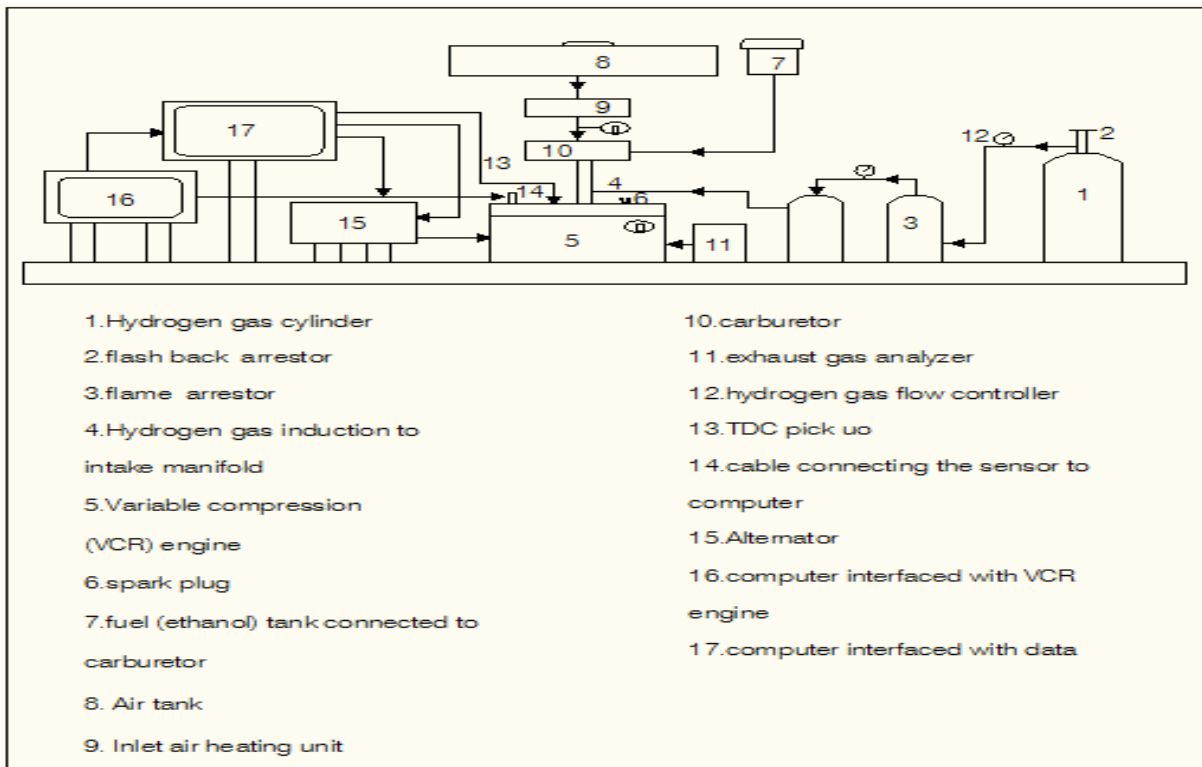 8
7
9
17
12
2
10
13
4
1
16
14
6
15
3
5
11
1.Hydrogen gas cylinder
2.flash back arrestor
3.flame arrestor
4.Hydrogen gas induction to
intake manifold
5.Variable compression
(VCR) engine
6.spark plug
7.fuel (ethanol) tank connected to
carburetor
8. Air tank
9. Inlet air heating unit
10.carburetor
11.exhaust gas analyzer
12.hydrogen gas flow controller
13.TDC pick uo
14.cable connecting the sensor to
computer
15.Alternator
16.computer interfaced with VCR
engine
17.computer interfaced with data